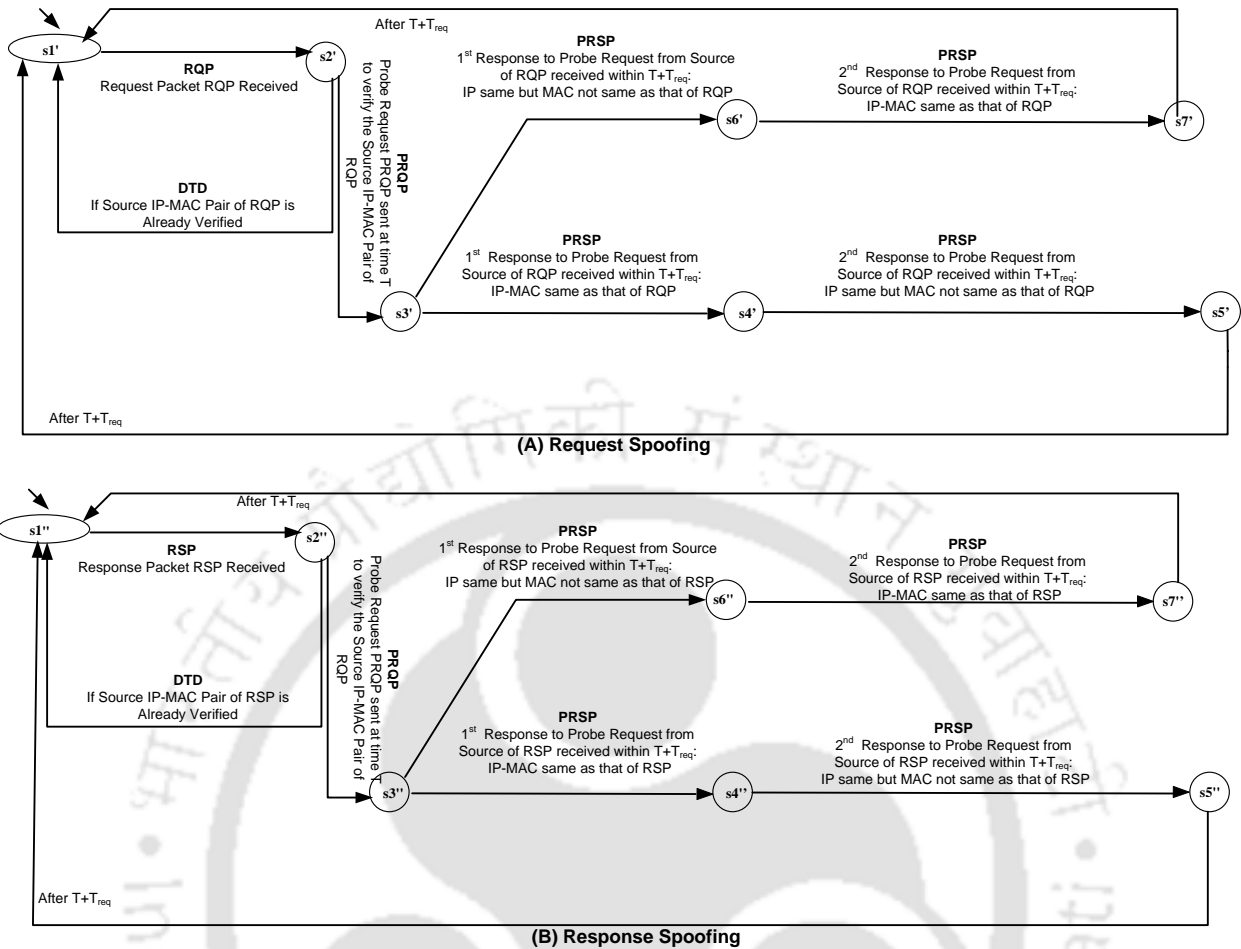 After T+Treq
s1'
s2'
RQP
Request Packet RQP Received
DTD
If Source IP-MAC Pair of RQP is
Already Verified
PRQP
Probe Request PRQP sent at time T
to verify the Source IP-MAC Pair of
RQP
s3'
PRSP
1st Response to Probe Request from Source
of RQP received within T+Treq:
IP same but MAC not same as that of RQP
s6'
PRSP
2nd Response to Probe Request from
Source of RQP received within T+Treq:
IP-MAC same as that of RQP
s7'
PRSP
1st Response to Probe Request from
Source of RQP received within T+Treq:
IP-MAC same as that of RQP
s4'
PRSP
2nd Response to Probe Request from
Source of RQP received within T+Treq:
IP same but MAC not same as that of RQP
s5'
After T+Treq
(A) Request Spoofing
After T+Treq
s1''
s2''
RSP
Response Packet RSP Received
DTD
If Source IP-MAC Pair of RSP is
Already Verified
PRQP
Probe Request PRQP sent at time T
to verify the Source IP-MAC Pair of
RQP
s3''
PRSP
1st Response to Probe Request from Source
of RSP received within T+Treq:
IP same but MAC not same as that of RSP
s6''
PRSP
2nd Response to Probe Request from
Source of RSP received within T+Treq:
IP-MAC same as that of RSP
s7''
PRSP
1st Response to Probe Request from
Source of RSP received within T+Treq:
IP-MAC same as that of RSP
s4''
PRSP
2nd Response to Probe Request from
Source of RSP received within T+Treq:
IP same but MAC not same as that of RSP
s5''
After T+Treq
(B) Response Spoofing